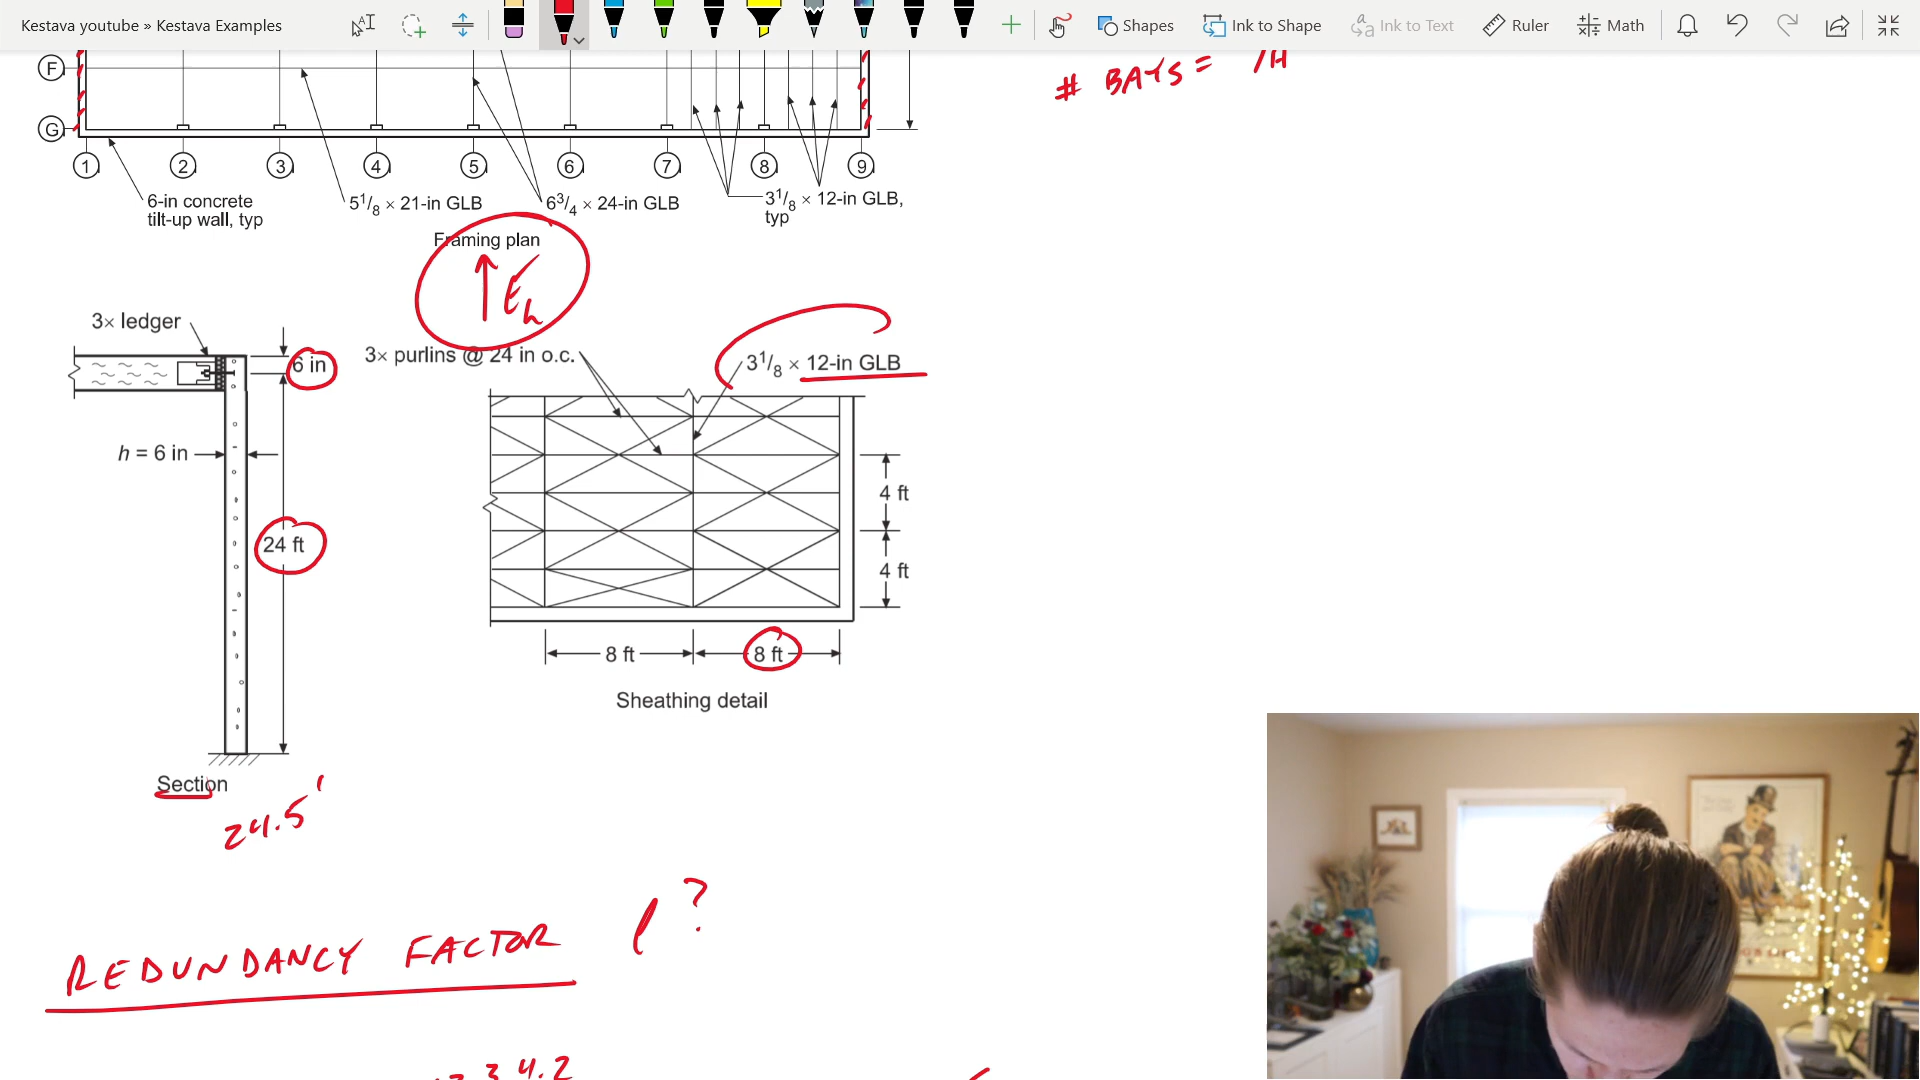 Kestava youtube » Kestava Examples
Shapes
Ink to Shape
Ink to Text
Ruler
Math
F
# BAYS =
G
1 2 3 4 5 6 7 8 9
6-in concrete
tilt-up wall, typ
5 1/8 × 21-in GLB
6 3/4 × 24-in GLB
3 1/8 × 12-in GLB,
typ
Framing plan
↑ Eh
3× ledger
6 in
3× purlins @ 24 in o.c.
3 1/8 × 12-in GLB
h = 6 in
4 ft
24 ft
4 ft
8 ft
8 ft
Sheathing detail
Section
24.5'
REDUNDANCY FACTOR ρ?
3.4.2